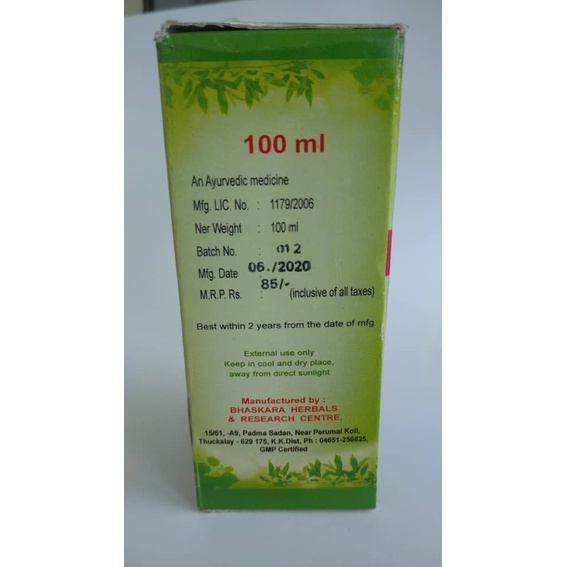 100 ml
An Ayurvedic medicine
Mfg. LIC. No. : 1179/2006
Ner Weight : 100 ml
Batch No. : 012
Mfg. Date 06./2020
M.R.P. Rs. : 85/- (inclusive of all taxes)
Best within 2 years from the date of mfg
External use only
Keep in cool and dry place,
away from direct sunlight
Manufactured by :
BHASKARA HERBALS
& RESEARCH CENTRE,
15/61, -A9, Padma Sadan, Near Perumal Koil,
Thuckalay - 629 175, K.K.Dist, Ph : 04651-250625,
GMP Certified